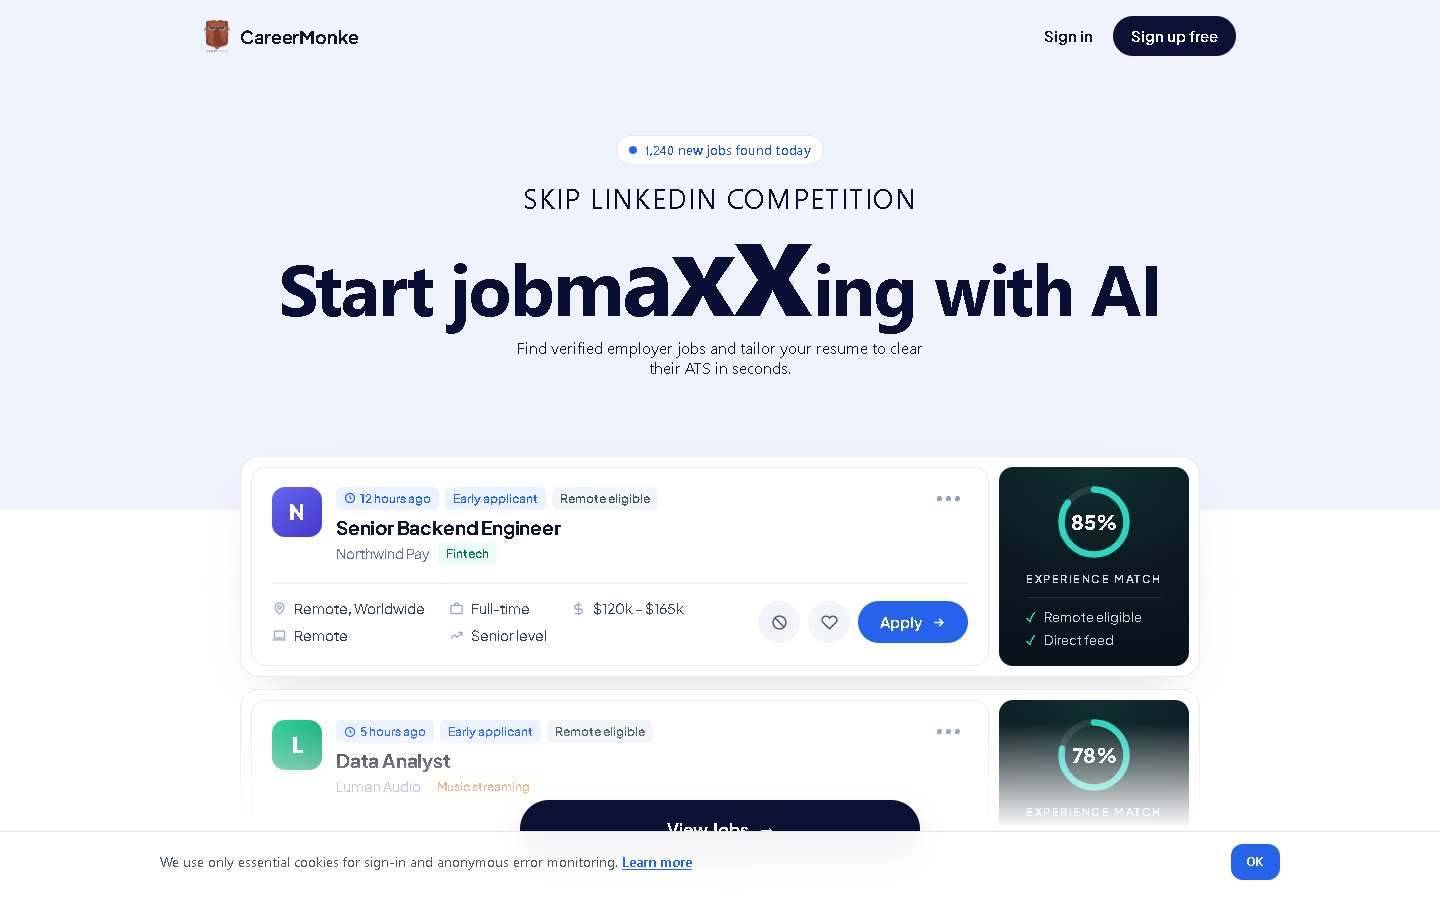 CareerMonke
Sign in
Sign up free
1,240 new jobs found today
SKIP LINKEDIN COMPETITION
Start jobmaxXing with AI
Find verified employer jobs and tailor your resume to clear
their ATS in seconds.
N
12 hours ago
Early applicant
Remote eligible
Senior Backend Engineer
Northwind Pay
Fintech
Remote, Worldwide
Full-time
$120k – $165k
Remote
Senior level
Apply →
85%
EXPERIENCE MATCH
✓ Remote eligible
✓ Direct feed
L
5 hours ago
Early applicant
Remote eligible
Data Analyst
Lumen Audio
Music streaming
78%
EXPERIENCE MATCH
View Jobs →
We use only essential cookies for sign-in and anonymous error monitoring. Learn more
OK